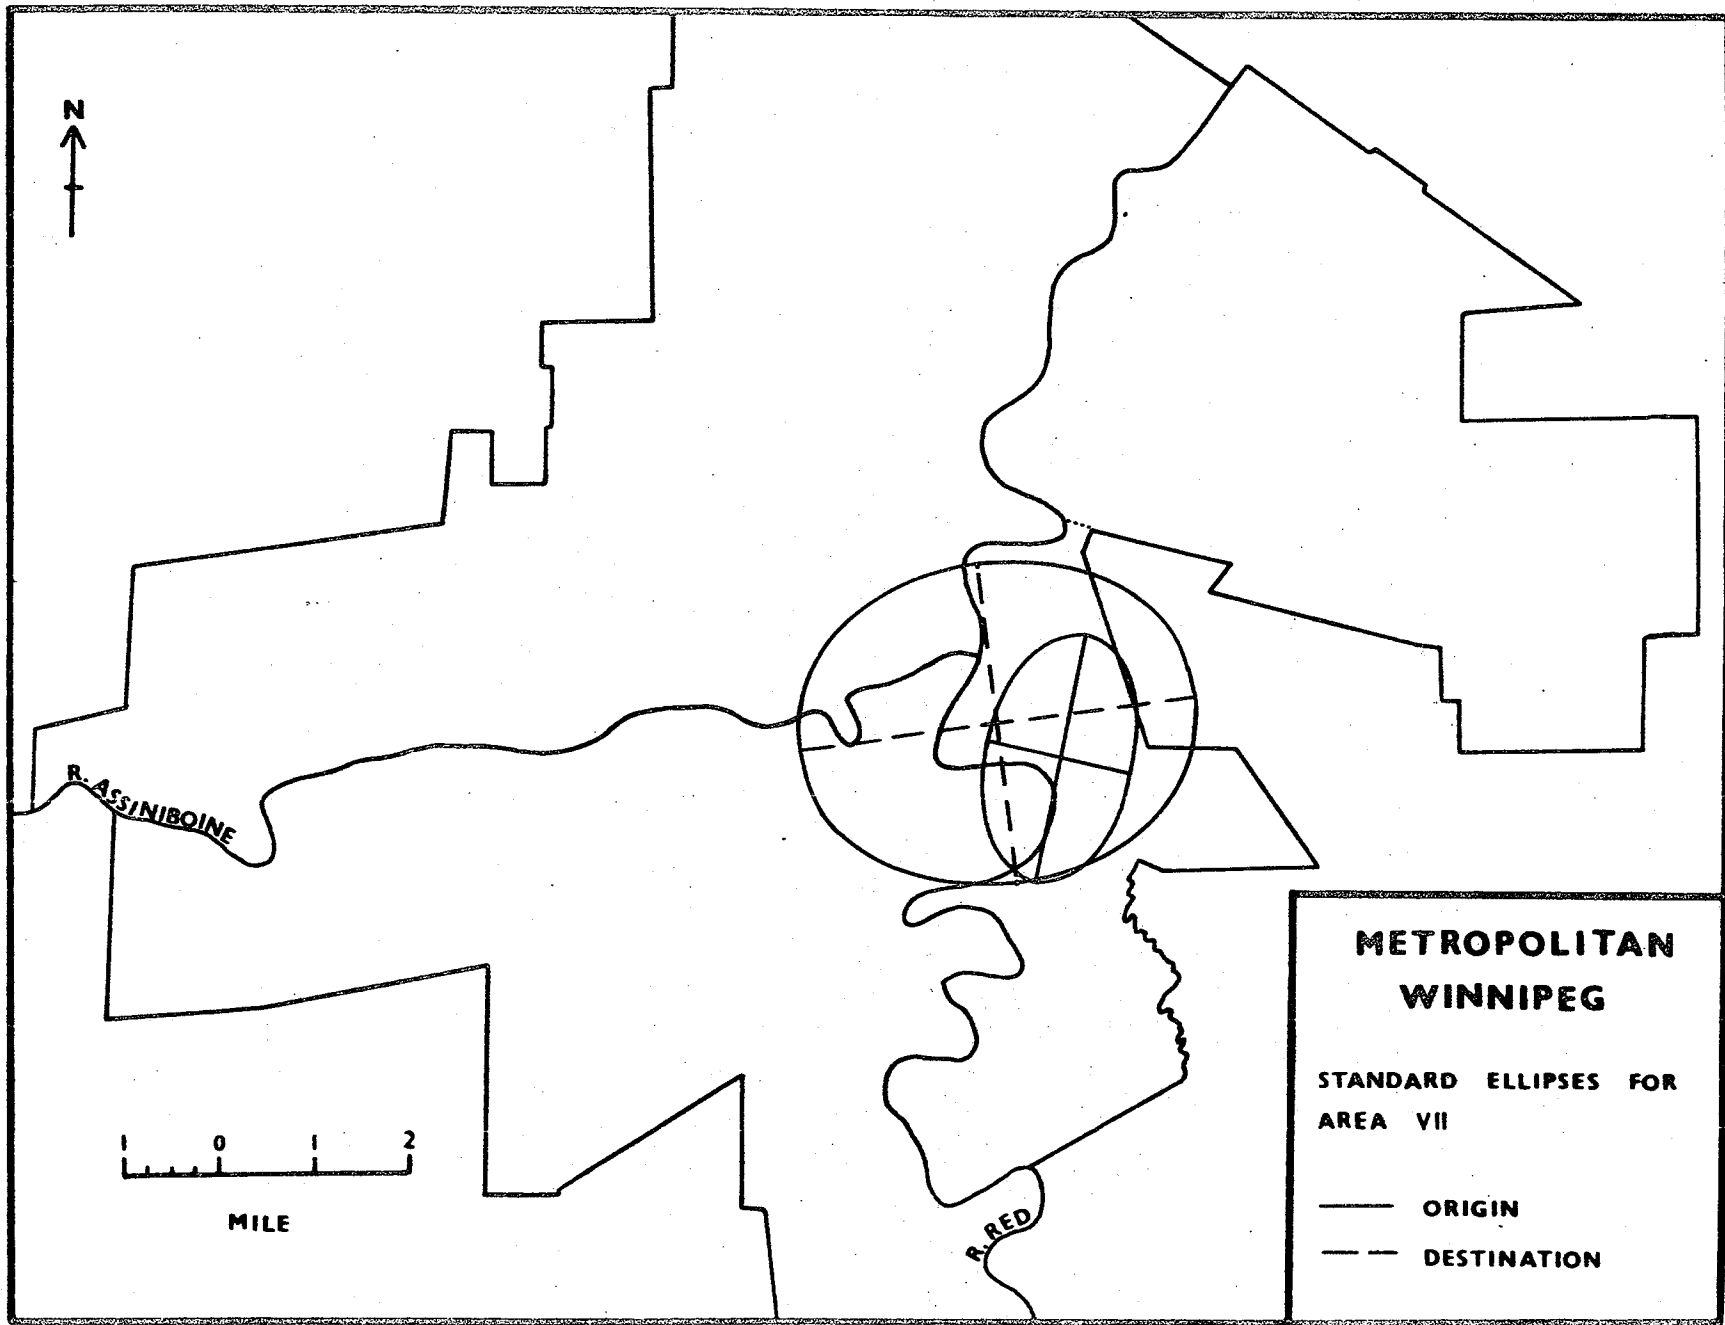 N
R. ASSINIBOINE
1 0 1 2
MILE
R. RED
METROPOLITAN
WINNIPEG
STANDARD ELLIPSES FOR
AREA VII
ORIGIN
DESTINATION